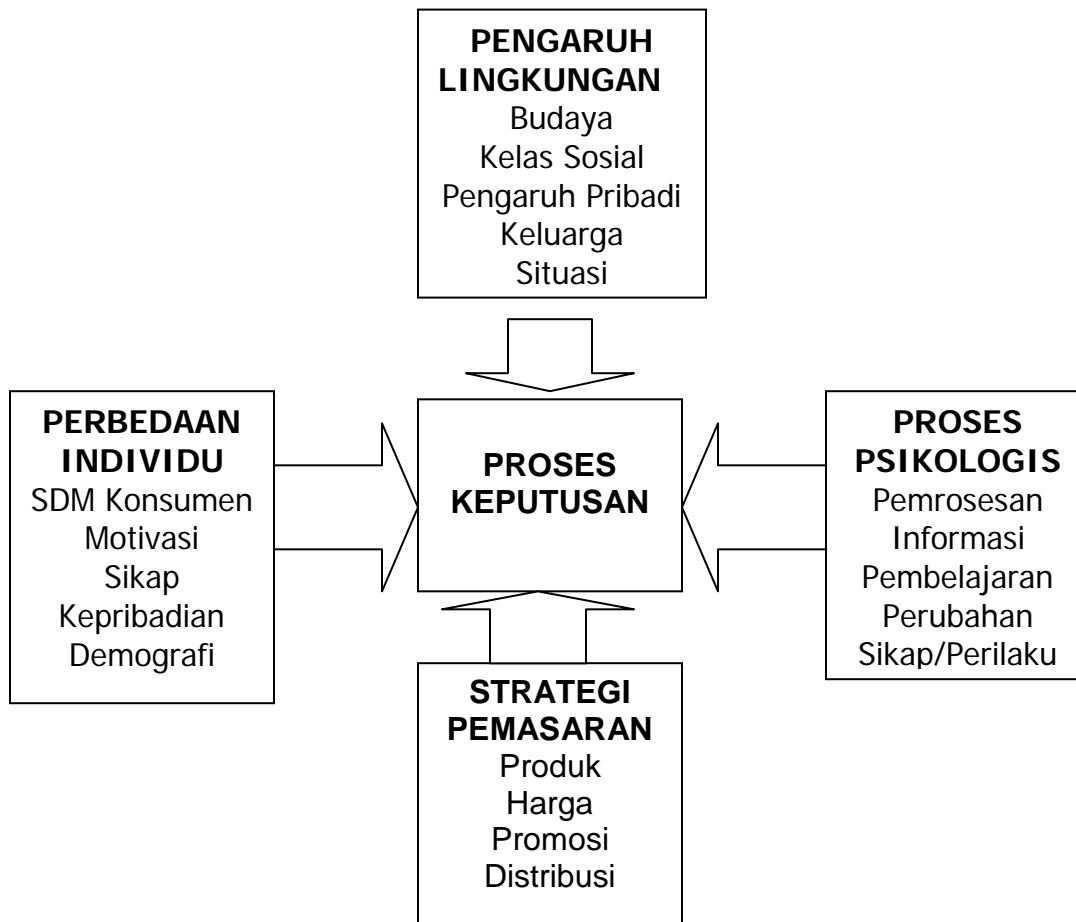 PENGARUH
LINGKUNGAN
Budaya
Kelas Sosial
Pengaruh Pribadi
Keluarga
Situasi
PERBEDAAN
INDIVIDU
SDM Konsumen
Motivasi
Sikap
Kepribadian
Demografi
PROSES
KEPUTUSAN
PROSES
PSIKOLOGIS
Pemrosesan
Informasi
Pembelajaran
Perubahan
Sikap/Perilaku
STRATEGI
PEMASARAN
Produk
Harga
Promosi
Distribusi